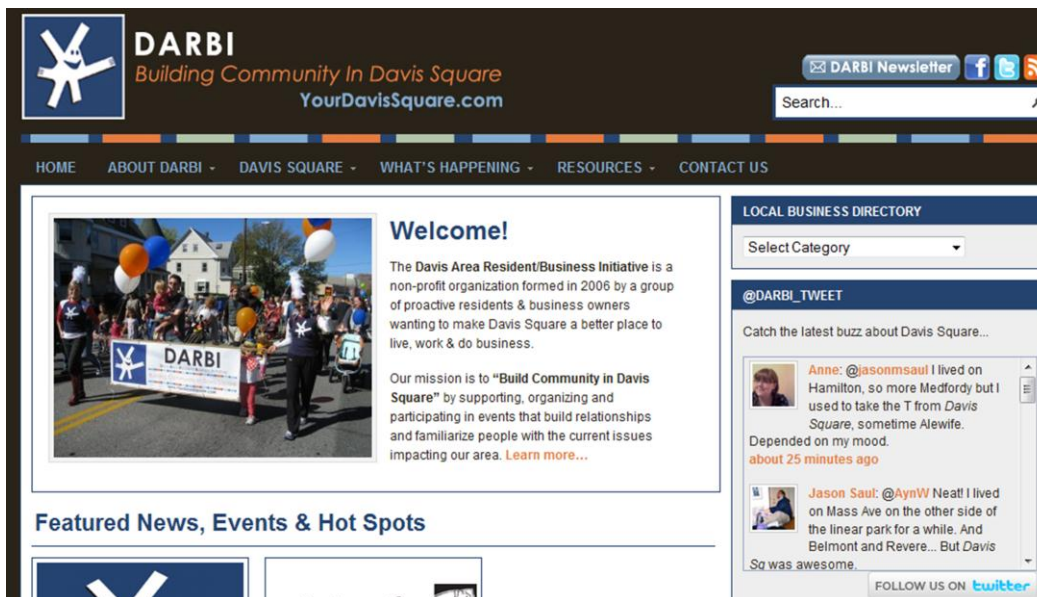 DARBI
Building Community In Davis Square
YourDavisSquare.com
DARBI Newsletter
Search...
HOME ABOUT DARBI DAVIS SQUARE WHAT'S HAPPENING RESOURCES CONTACT US
DARBI
Welcome!
The Davis Area Resident/Business Initiative is a
non-profit organization formed in 2006 by a group
of proactive residents & business owners
wanting to make Davis Square a better place to
live, work & do business.
Our mission is to “Build Community in Davis
Square” by supporting, organizing and
participating in events that build relationships
and familiarize people with the current issues
impacting our area. Learn more...
Featured News, Events & Hot Spots
LOCAL BUSINESS DIRECTORY
Select Category
@DARBI_TWEET
Catch the latest buzz about Davis Square...
Anne: @jasonmsaul I lived on
Hamilton, so more Medfordy but I
used to take the T from Davis
Square, sometime Alewife.
Depended on my mood.
about 25 minutes ago
Jason Saul: @AynW Neat! I lived
on Mass Ave on the other side of
the linear park for a while. And
Belmont and Revere... But Davis
Sq was awesome.
FOLLOW US ON twitter